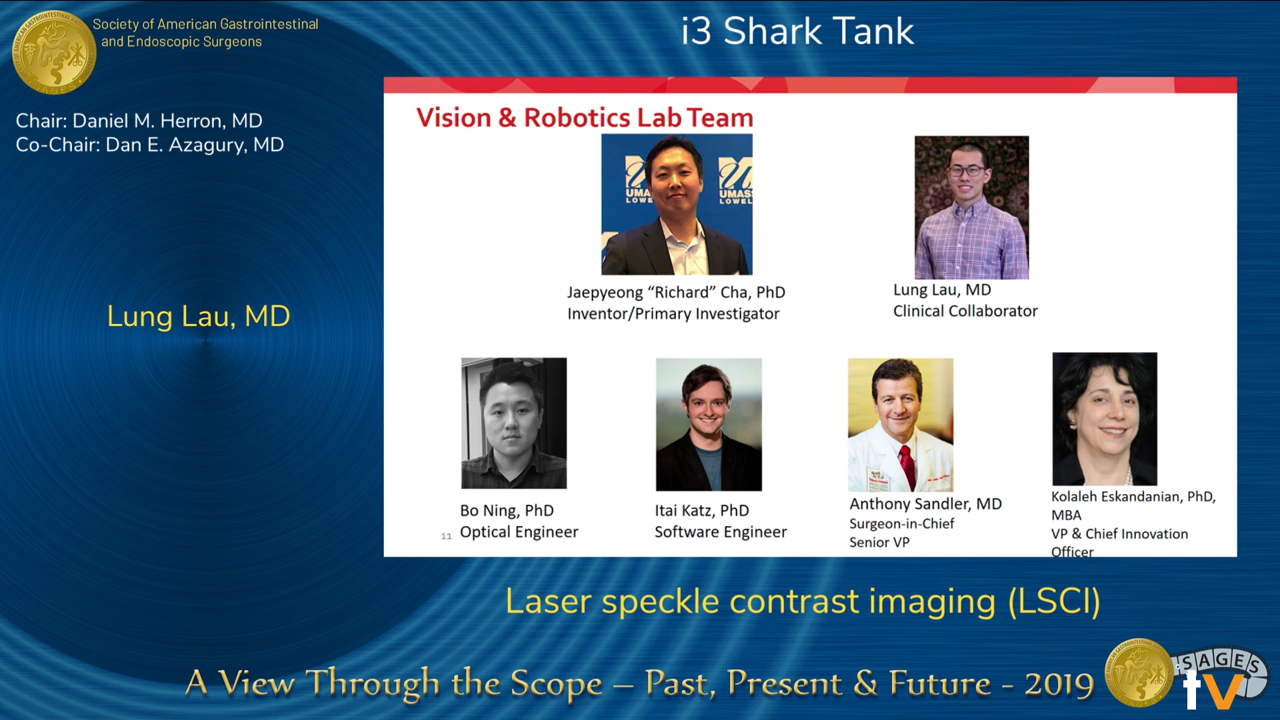 Society of American Gastrointestinal
and Endoscopic Surgeons
i3 Shark Tank
Chair: Daniel M. Herron, MD
Co-Chair: Dan E. Azagury, MD
Lung Lau, MD
Vision & Robotics Lab Team
UMASS
LOWEL
UMAS
LOWEL
Jaepyeong “Richard” Cha, PhD
Inventor/Primary Investigator
Lung Lau, MD
Clinical Collaborator
Bo Ning, PhD
Optical Engineer
Itai Katz, PhD
Software Engineer
Anthony Sandler, MD
Surgeon-in-Chief
Senior VP
Kolaleh Eskandanian, PhD,
MBA
VP & Chief Innovation
Officer
11
Laser speckle contrast imaging (LSCI)
A View Through the Scope – Past, Present & Future - 2019
SAGES
tv